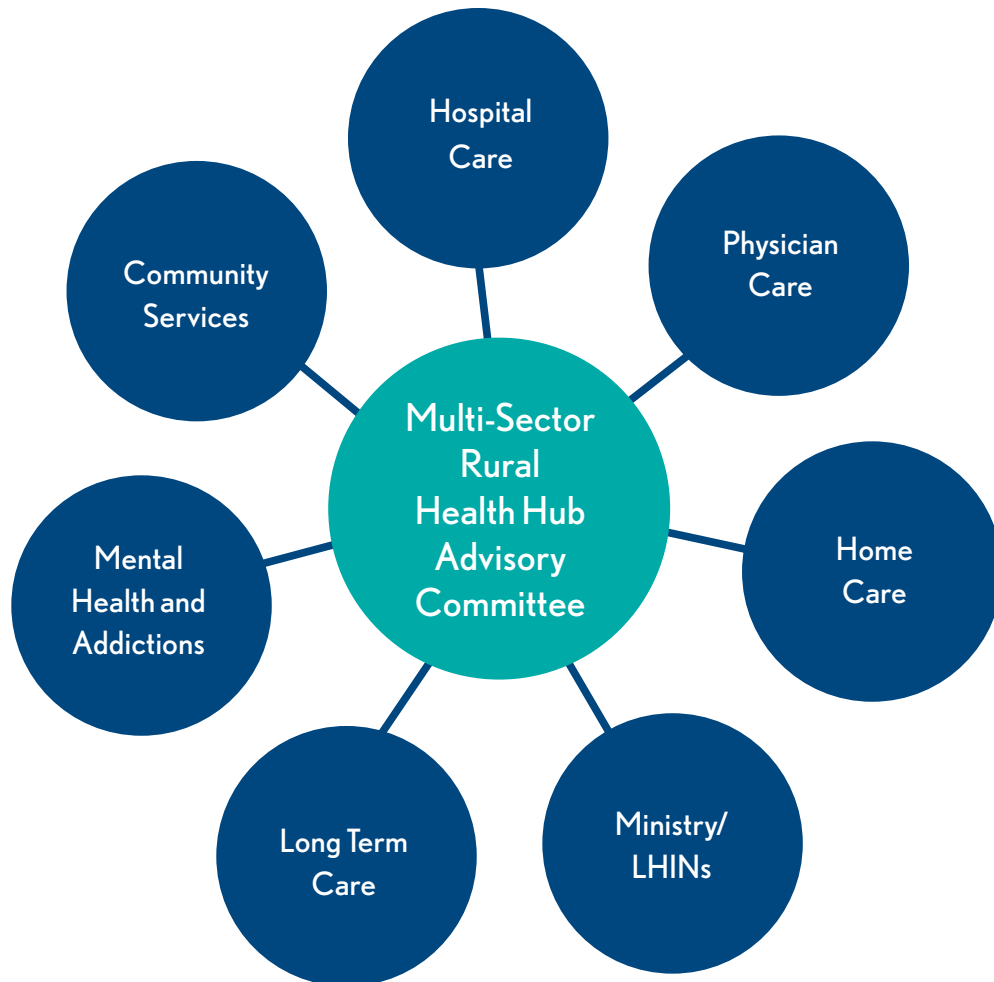 Hospital
Care
Physician
Care
Community
Services
Multi-Sector
Rural
Health Hub
Advisory
Committee
Home
Care
Mental
Health and
Addictions
Ministry/
LHINs
Long Term
Care